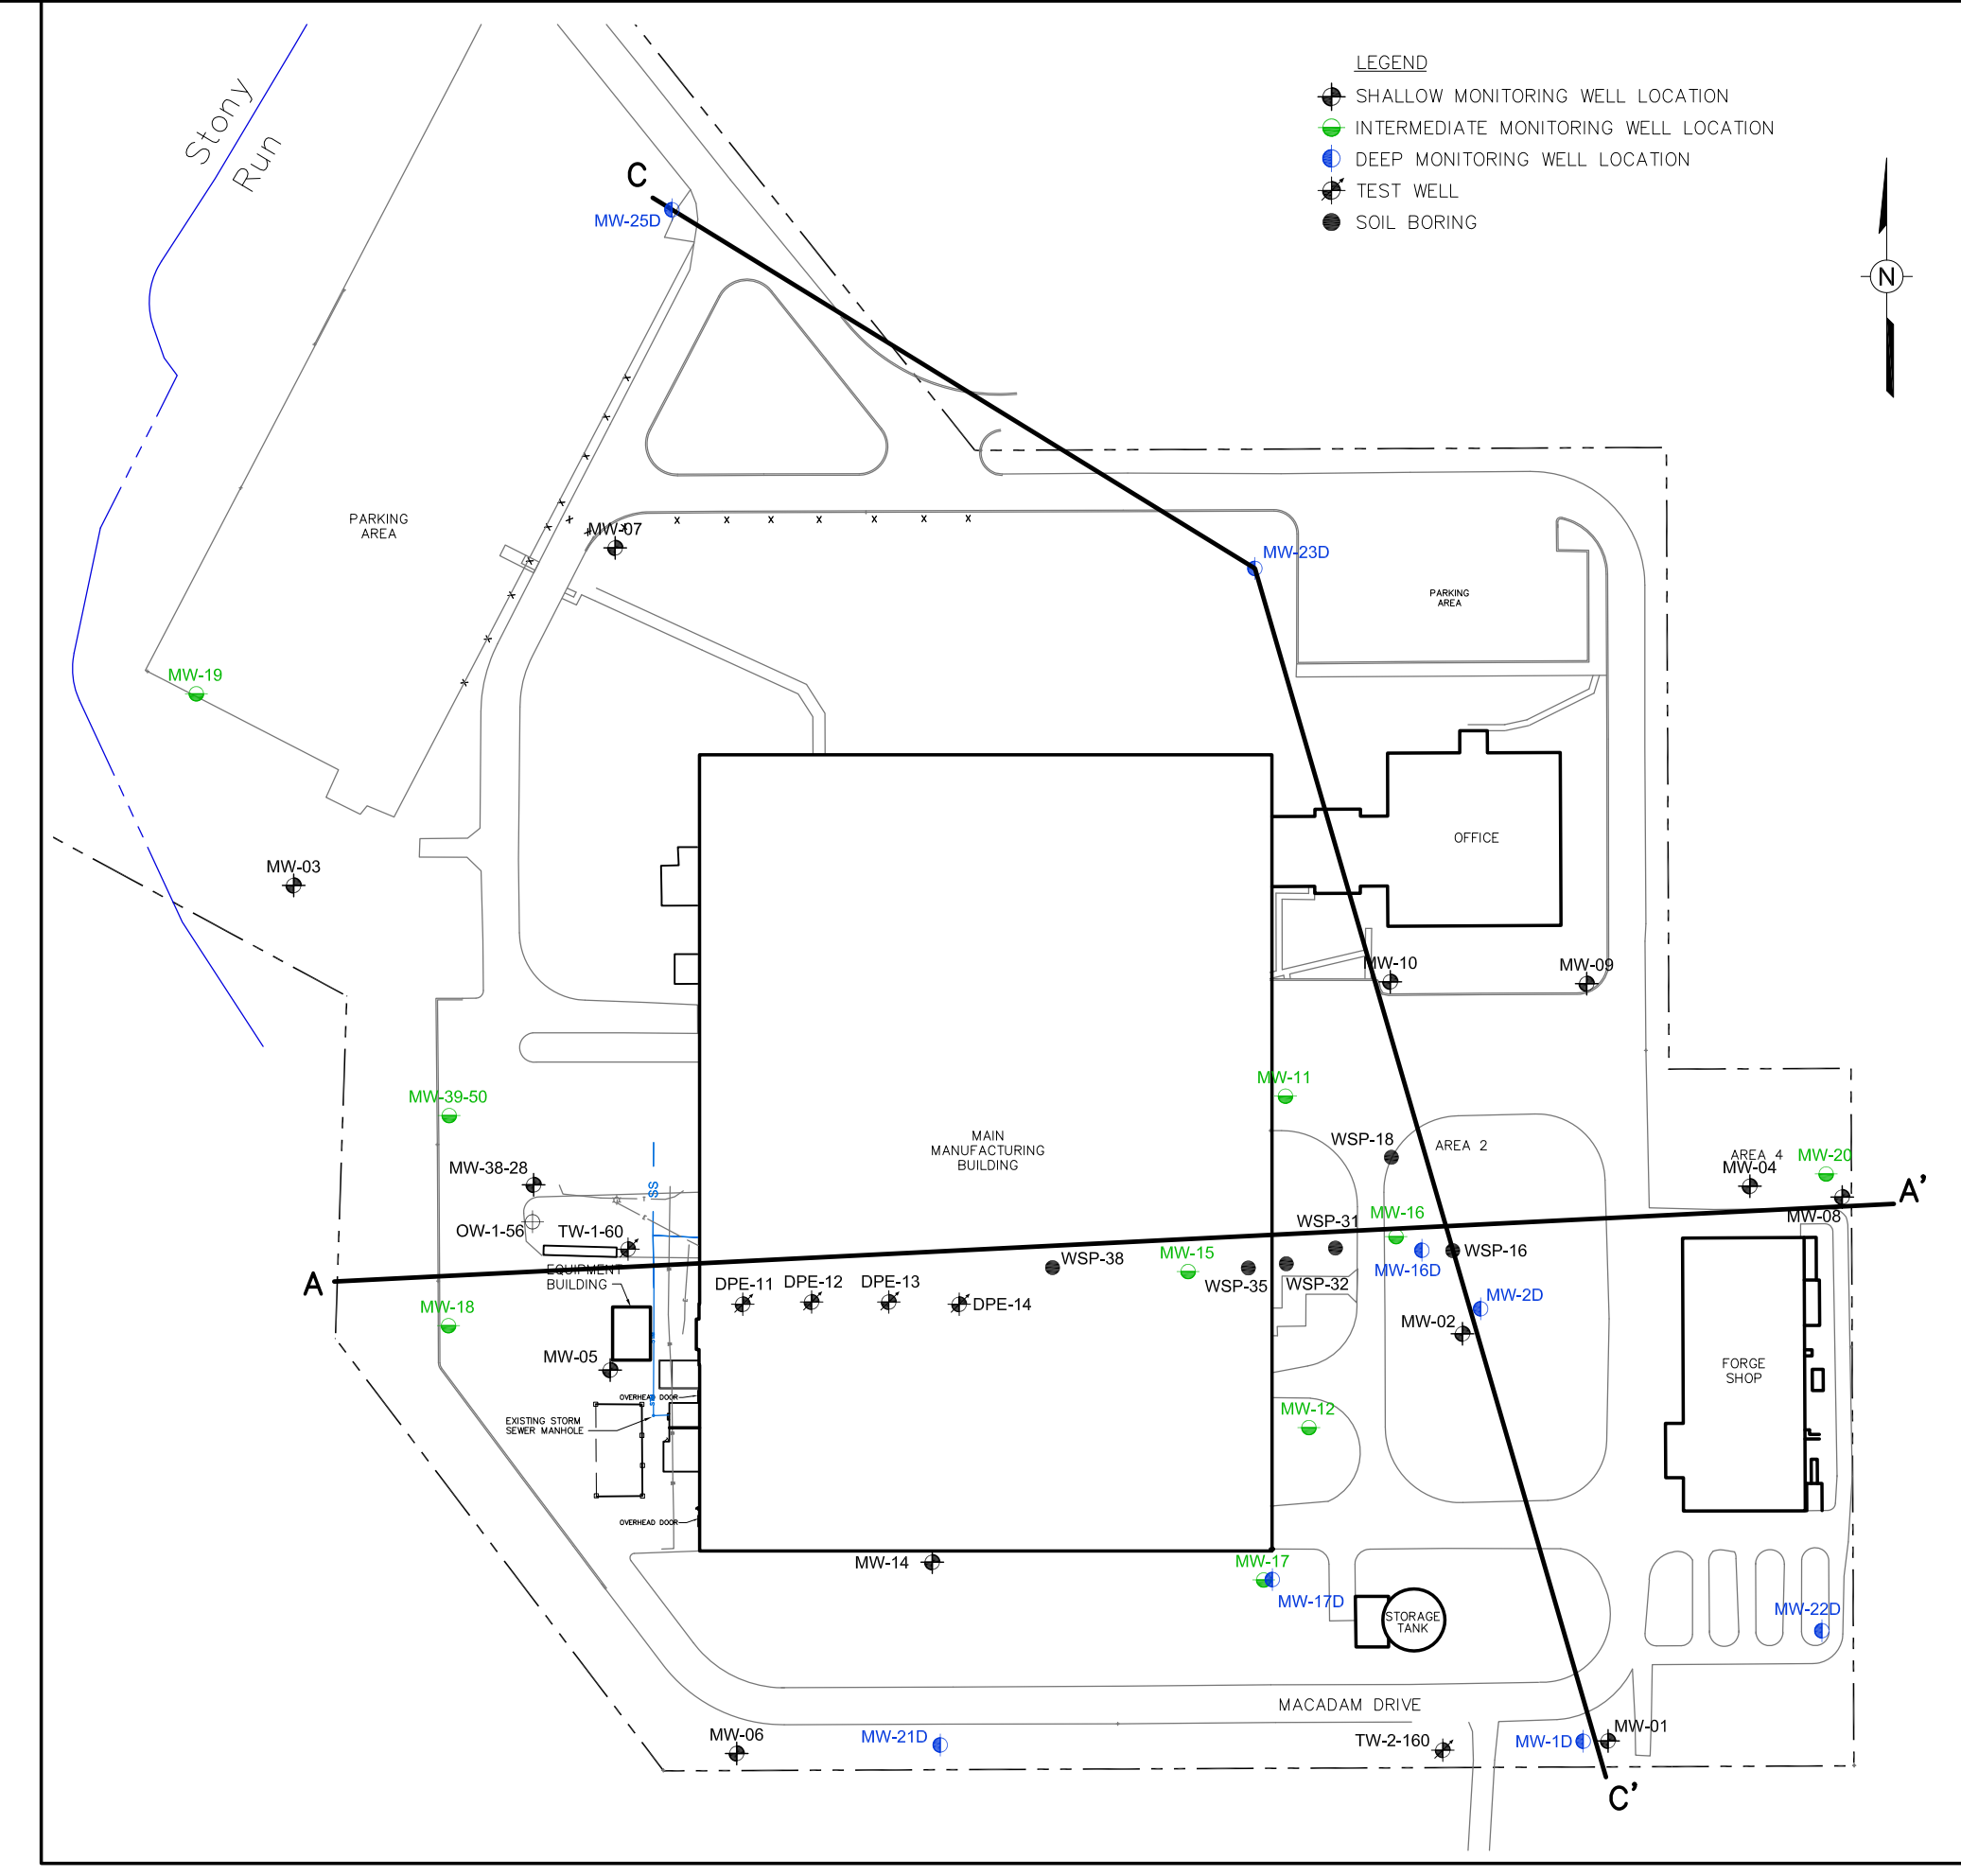 LEGEND
SHALLOW MONITORING WELL LOCATION
INTERMEDIATE MONITORING WELL LOCATION
DEEP MONITORING WELL LOCATION
TEST WELL
SOIL BORING
Stony
Run
C
MW-25D
N
PARKING
AREA
MW-07
MW-23D
PARKING
AREA
MW-19
OFFICE
MW-03
MW-10
MW-09
MW-39-50
MW-11
MAIN
MANUFACTURING
BUILDING
WSP-18
AREA 2
AREA 4
MW-20
MW-04
MW-38-28
SS
A'
MW-08
OW-1-56
TW-1-60
WSP-31
MW-16
WSP-38
MW-15
WSP-16
A
EQUIPMENT
BUILDING
DPE-11
DPE-12
DPE-13
DPE-14
WSP-35
WSP-32
MW-16D
MW-18
MW-2D
MW-02
MW-05
FORGE
SHOP
OVERHEAD DOOR
EXISTING STORM
SEWER MANHOLE
MW-12
OVERHEAD DOOR
MW-14
MW-17
MW-17D
STORAGE
TANK
MW-22D
MACADAM DRIVE
MW-06
MW-21D
TW-2-160
MW-1D
MW-01
C'